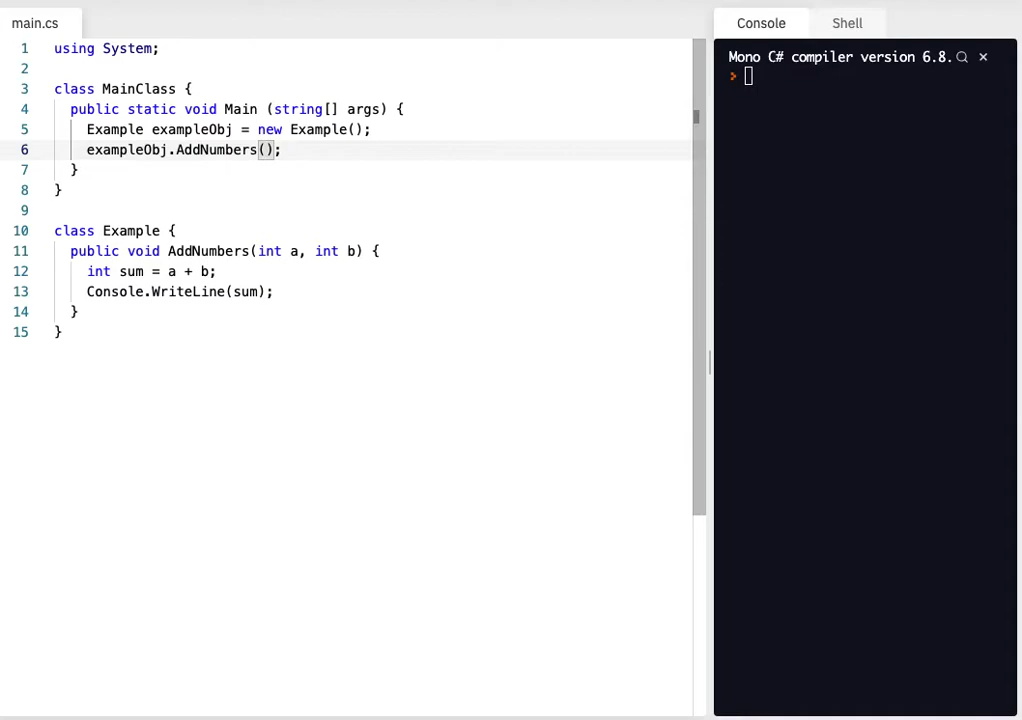 main.cs
Console Shell
1 using System;
2
3 class MainClass {
4 public static void Main (string[] args) {
5 Example exampleObj = new Example();
6 exampleObj.AddNumbers();
7 }
8 }
9
10 class Example {
11 public void AddNumbers(int a, int b) {
12 int sum = a + b;
13 Console.WriteLine(sum);
14 }
15 }
Mono C# compiler version 6.8.